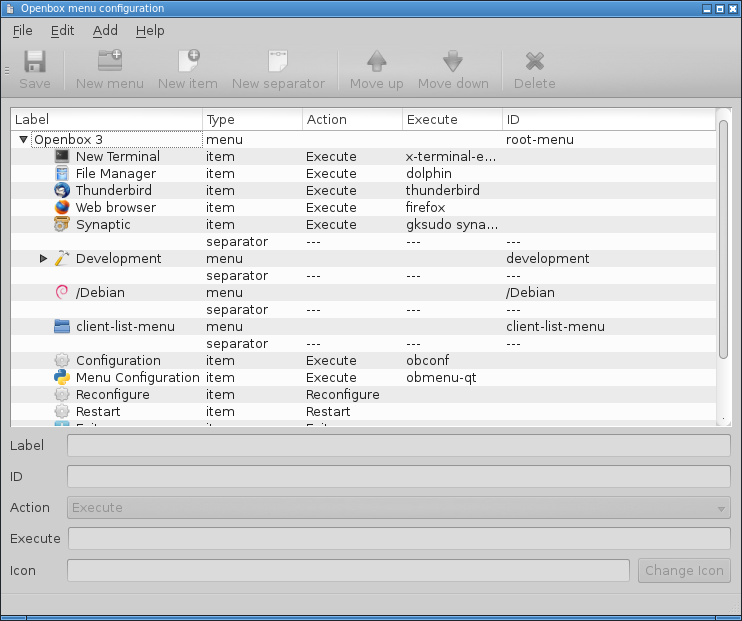 Openbox menu configuration
File Edit Add Help
Save New menu New item New separator Move up Move down Delete
Label Type Action Execute ID
Openbox 3 menu root-menu
New Terminal item Execute x-terminal-e...
File Manager item Execute dolphin
Thunderbird item Execute thunderbird
Web browser item Execute firefox
Synaptic item Execute gksudo syna...
separator --- --- ---
Development menu development
separator --- --- ---
/Debian menu /Debian
separator --- --- ---
client-list-menu menu client-list-menu
separator --- --- ---
Configuration item Execute obconf
Menu Configuration item Execute obmenu-qt
Reconfigure item Reconfigure
Restart item Restart
Label
ID
Action Execute
Execute
Icon Change Icon